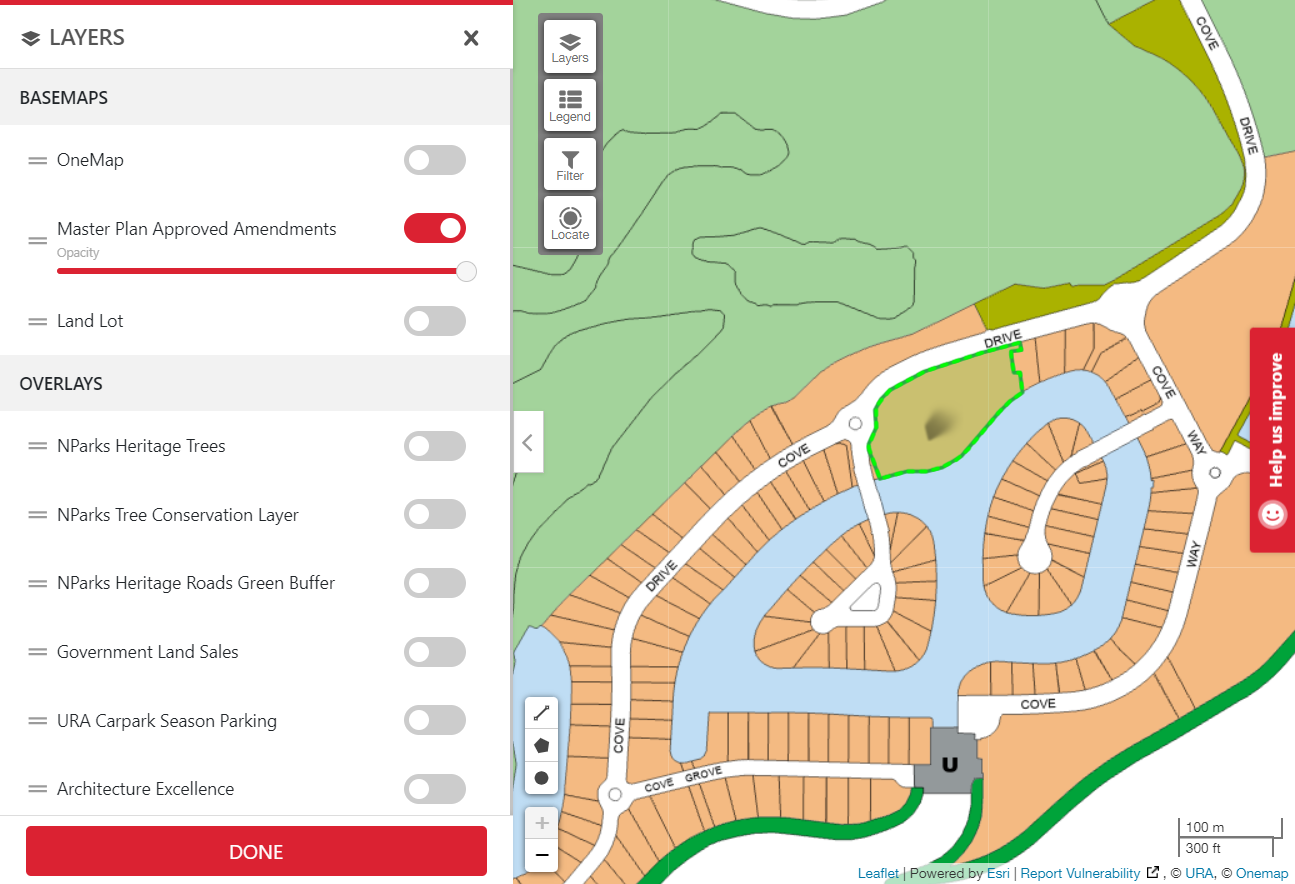 LAYERS
BASEMAPS
OneMap
Master Plan Approved Amendments
Opacity
Land Lot
OVERLAYS
NParks Heritage Trees
NParks Tree Conservation Layer
NParks Heritage Roads Green Buffer
Government Land Sales
URA Carpark Season Parking
Architecture Excellence
DONE
Layers
Legend
Filter
Locate
COVE
DRIVE
DRIVE
COVE
COVE
WAY
DRIVE
WAY
COVE
COVE
COVE GROVE
U
Help us improve
100 m
300 ft
Leaflet | Powered by Esri | Report Vulnerability , © URA, © Onemap